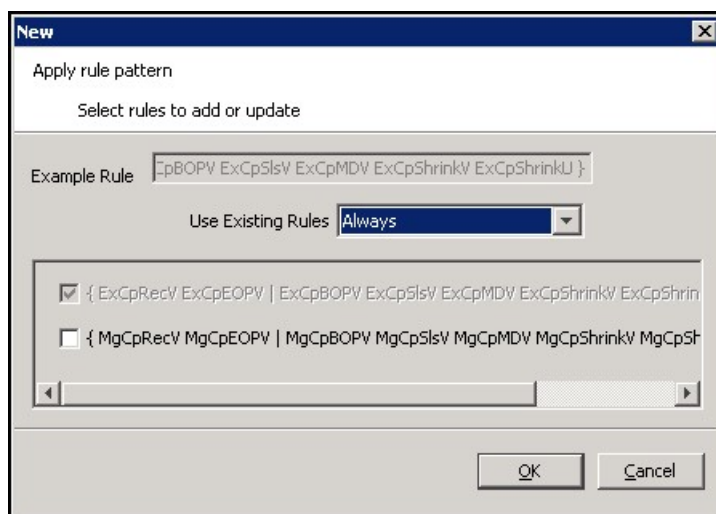 New
Apply rule pattern
Select rules to add or update
Example Rule CpBOPV ExCpSlsV ExCpMDV ExCpShrinkV ExCpShrinkU }
Use Existing Rules Always
{ ExCpRecV ExCpEOPV | ExCpBOPV ExCpSlsV ExCpMDV ExCpShrinkV ExCpShrin
{ MgCpRecV MgCpEOPV | MgCpBOPV MgCpSlsV MgCpMDV MgCpShrinkV MgCpSh
OK Cancel